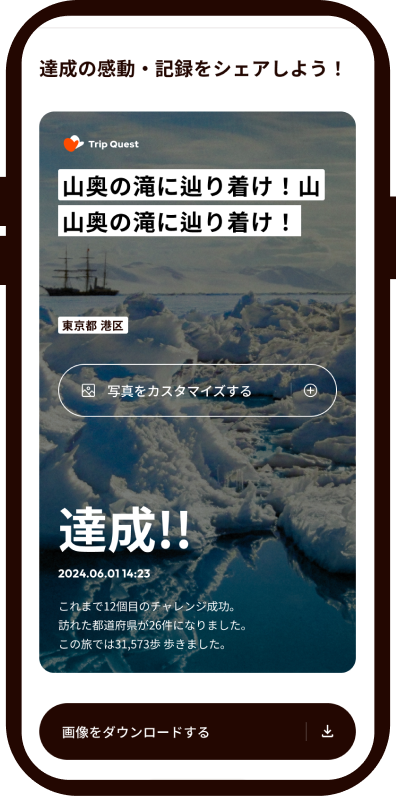 達成の感動・記録をシェアしよう！
Trip Quest
山奥の滝に辿り着け！山
山奥の滝に辿り着け！
東京都 港区
写真をカスタマイズする
達成!!
2024.06.01 14:23
これまで12個目のチャレンジ成功。
訪れた都道府県が26件になりました。
この旅では31,573歩 歩きました。
画像をダウンロードする